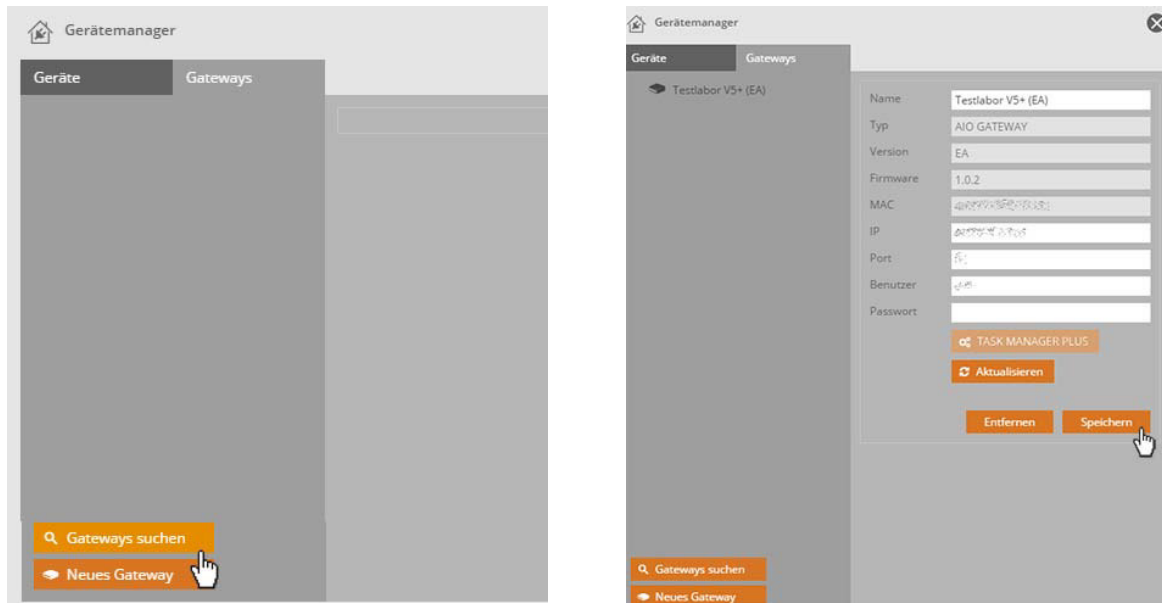 Gerätemanager
Geräte Gateways
Gateways suchen
Neues Gateway
Gerätemanager
Geräte Gateways
Testlabor V5+ (EA)
Name Testlabor V5+ (EA)
Typ AIO GATEWAY
Version EA
Firmware 1.0.2
MAC
IP
Port
Benutzer
Passwort
TASK MANAGER PLUS
Aktualisieren
Entfernen Speichern
Gateways suchen
Neues Gateway